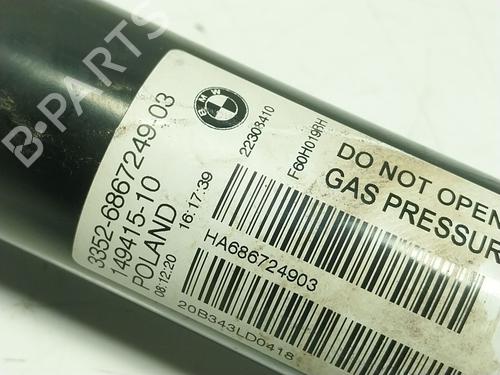 B-PARTS
BMW
3352-6867249-03
149415-10
POLAND
08:12:20 16:17:39
22308410
F60H019RH
HA686724903
20B343LD0418
DO NOT OPEN
GAS PRESSUR